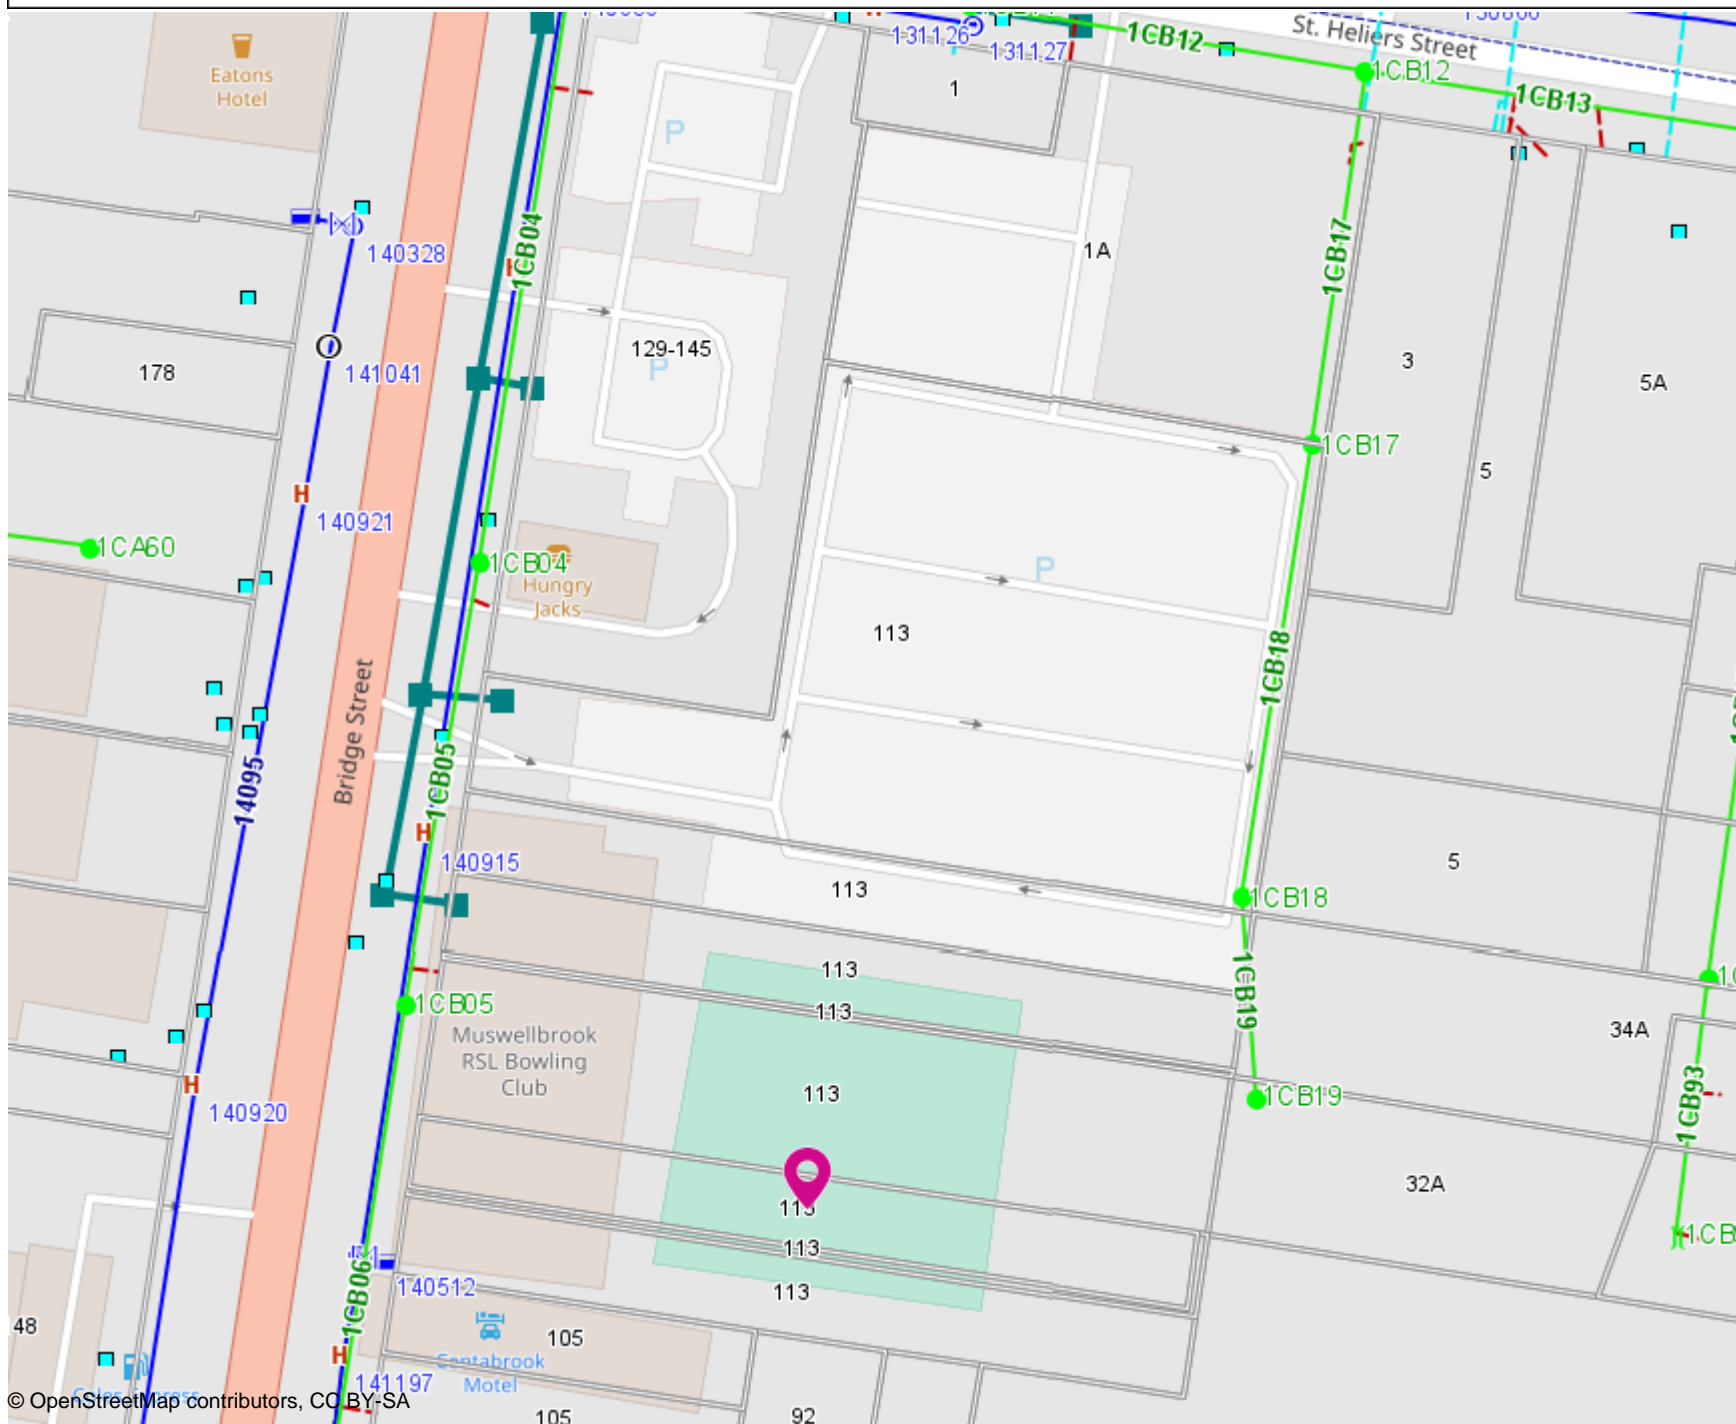 131126
131127
1CB12
St. Heliers Street
1CB12
1CB13
Eatons
Hotel
P
1
140328
1CB04
H
1A
1CB17
178
141041
129-145
P
3
5A
H
140921
1CB17
5
1CA60
1CB04
Hungry
Jacks
P
113
1CB18
Bridge Street
14095
1CB05
H
140915
113
5
1CB18
113
113
1CB19
1CB05
Muswellbrook
RSL Bowling
Club
34A
H
140920
113
1CB19
1CB93
32A
113
113
113
140512
1CB06
48
105
Centabrook
Motel
H
141197
© OpenStreetMap contributors, CC BY-SA
105
92